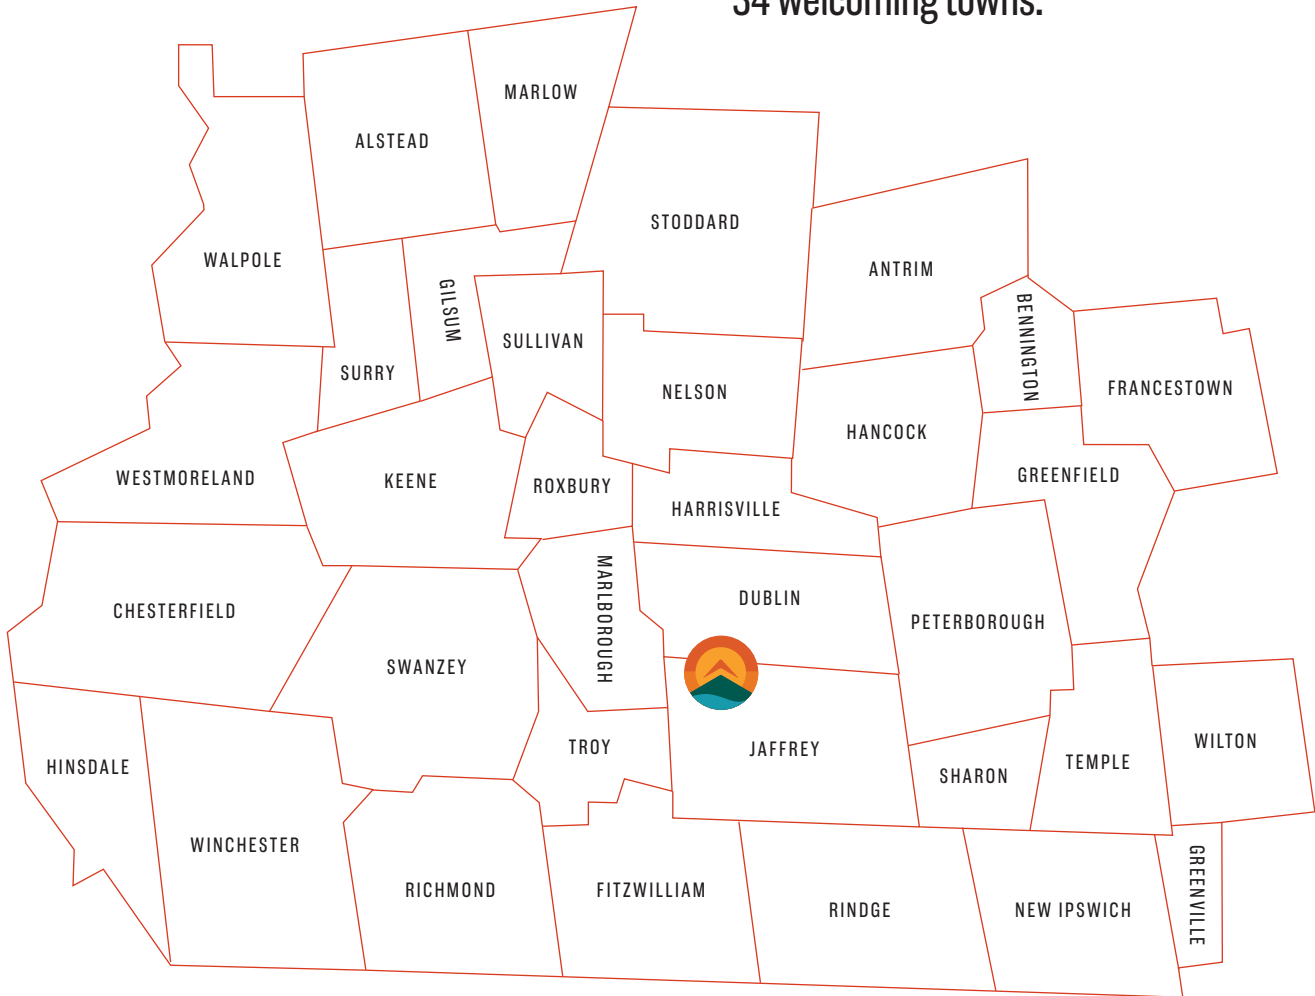 34 welcoming towns.
MARLOW
ALSTEAD
STODDARD
WALPOLE
ANTRIM
GILSUM
SULLIVAN
BENNINGTON
SURRY
NELSON
FRANCESTOWN
HANCOCK
WESTMORELAND
KEENE
ROXBURY
GREENFIELD
HARRISVILLE
CHESTERFIELD
MARLBOROUGH
DUBLIN
PETERBOROUGH
SWANZEY
HINSDALE
TROY
JAFFREY
SHARON
TEMPLE
WILTON
WINCHESTER
RICHMOND
FITZWILLIAM
RINDGE
NEW IPSWICH
GREENVILLE